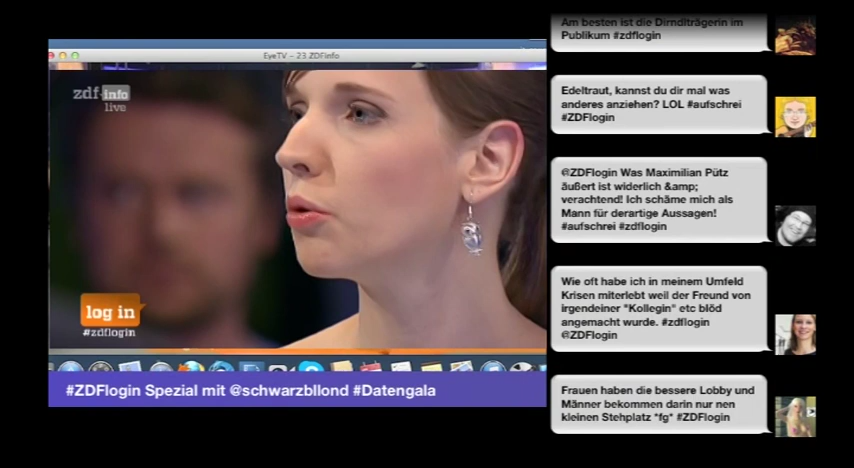 EyeTV – 23 ZDFinfo
zdf info
live
log in
#zdflogin
#ZDFlogin Spezial mit @schwarzbllond #Datengala
Am besten ist die Dirndlträgerin im
Publikum #zdflogin
Edeltraut, kannst du dir mal was
anderes anziehen? LOL #aufschrei
#ZDFlogin
@ZDFlogin Was Maximilian Pütz
äußert ist widerlich &amp;
verachtend! Ich schäme mich als
Mann für derartige Aussagen!
#aufschrei #zdflogin
Wie oft habe ich in meinem Umfeld
Krisen miterlebt weil der Freund von
irgendeiner "Kollegin" etc blöd
angemacht wurde. #zdflogin
@ZDFlogin
Frauen haben die bessere Lobby und
Männer bekommen darin nur nen
kleinen Stehplatz *fg* #ZDFlogin